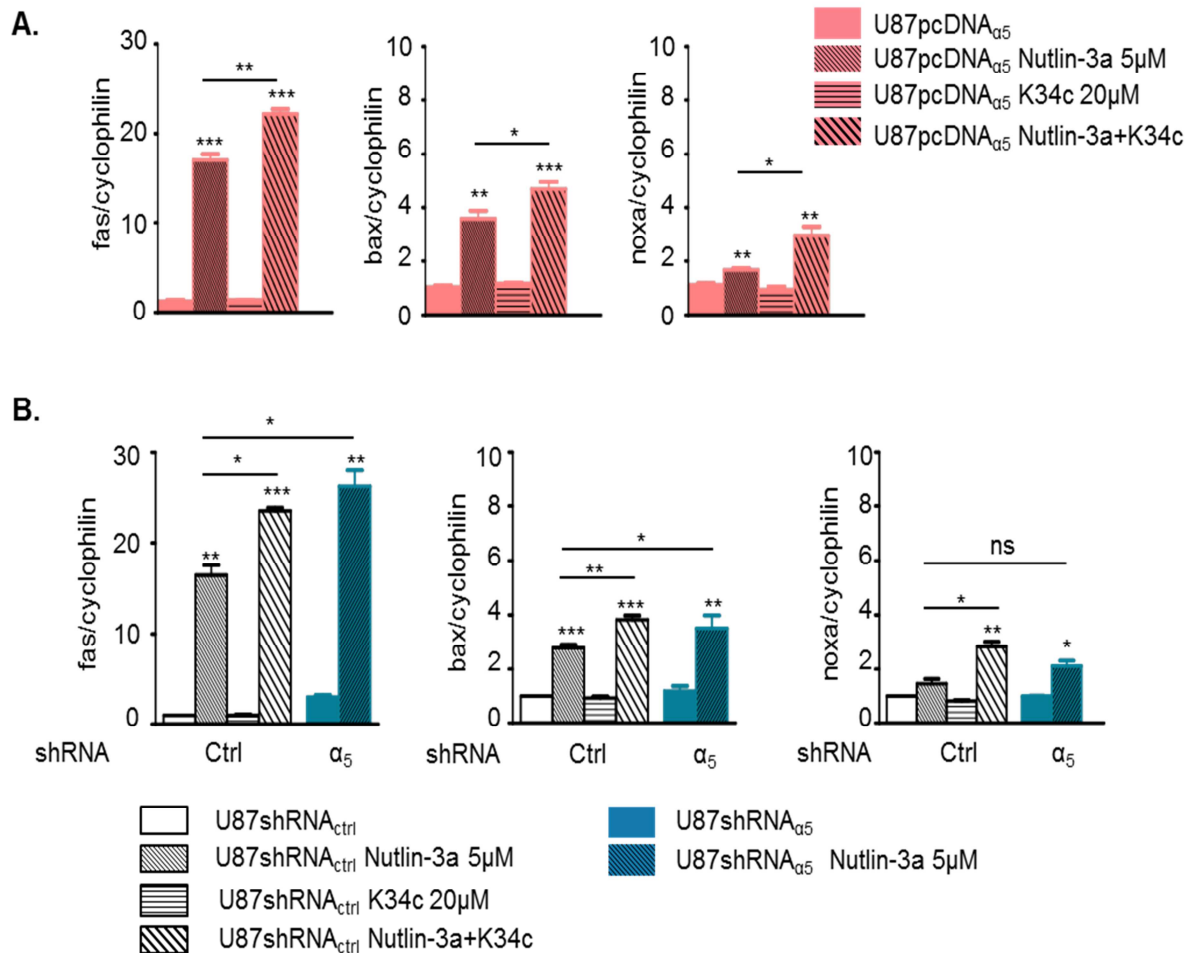 A.
U87pcDNAα5
U87pcDNAα5 Nutlin-3a 5µM
U87pcDNAα5 K34c 20µM
U87pcDNAα5 Nutlin-3a+K34c
fas/cyclophilin
30
20
10
0
***
**
***
bax/cyclophilin
10
8
6
4
2
0
**
*
***
noxa/cyclophilin
10
8
6
4
2
0
**
*
**
B.
fas/cyclophilin
30
20
10
0
*
*
**
***
**
bax/cyclophilin
10
8
6
4
2
0
*
**
***
***
**
noxa/cyclophilin
10
8
6
4
2
0
ns
*
**
*
shRNA Ctrl α5
shRNA Ctrl α5
shRNA Ctrl α5
U87shRNActrl
U87shRNActrl Nutlin-3a 5µM
U87shRNActrl K34c 20µM
U87shRNActrl Nutlin-3a+K34c
U87shRNAα5
U87shRNAα5 Nutlin-3a 5µM